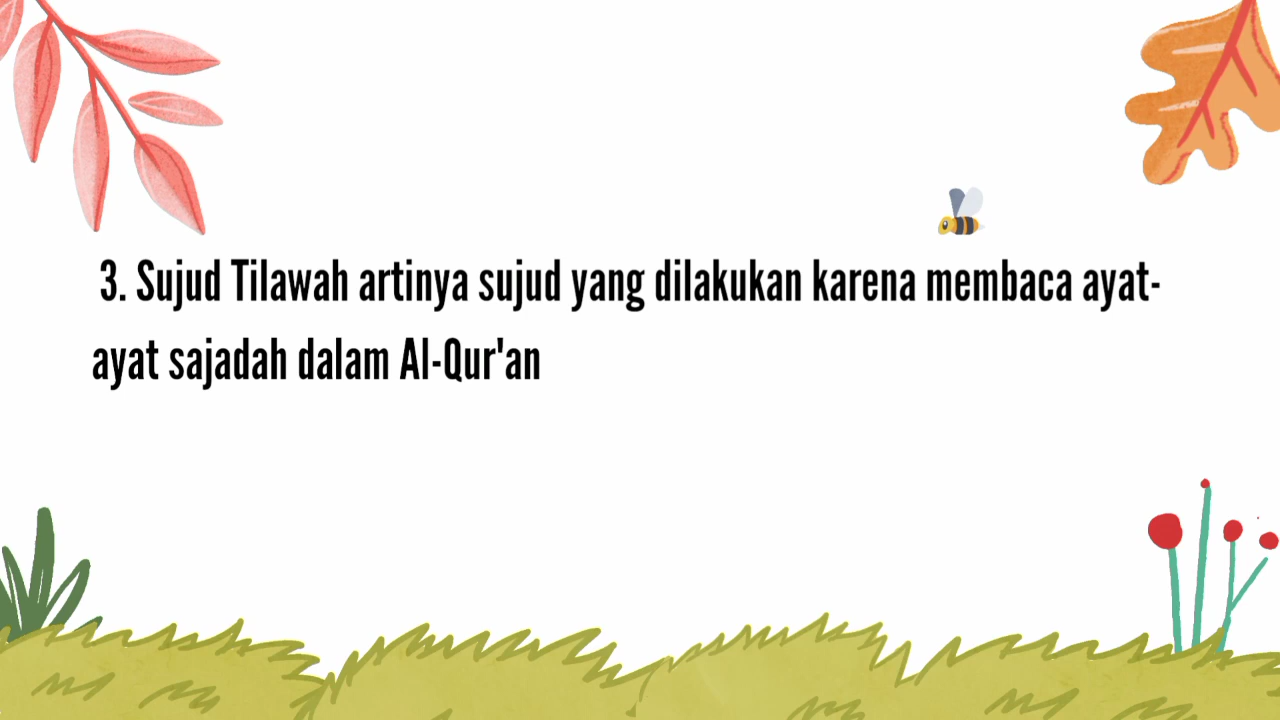 3. Sujud Tilawah artinya sujud yang dilakukan karena membaca ayat-
ayat sajadah dalam Al-Qur'an